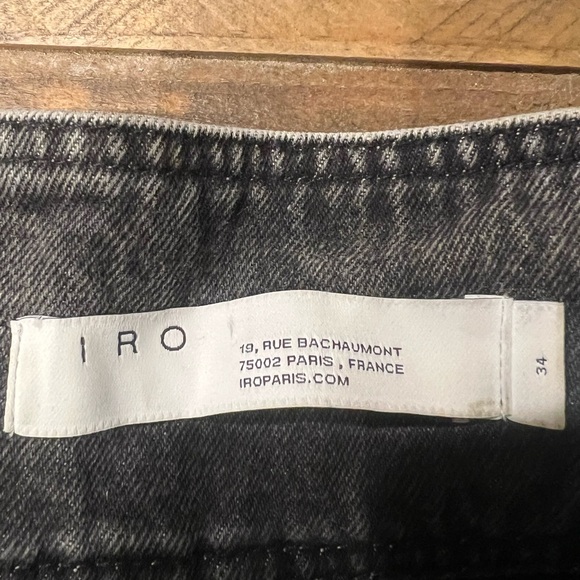 IRO
19, RUE BACHAUMONT
75002 PARIS , FRANCE
IROPARIS.COM
34